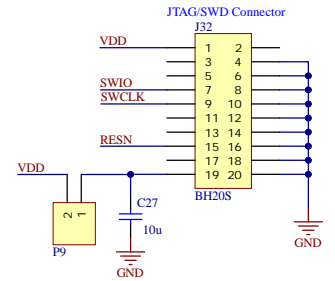 JTAG/SWD Connector
J32
VDD
1 2
3 4
5 6
SWIO
7 8
SWCLK
9 10
11 12
13 14
RESN
15 16
17 18
VDD
19 20
BH20S
C27
2 1
10u
P9
GND
GND